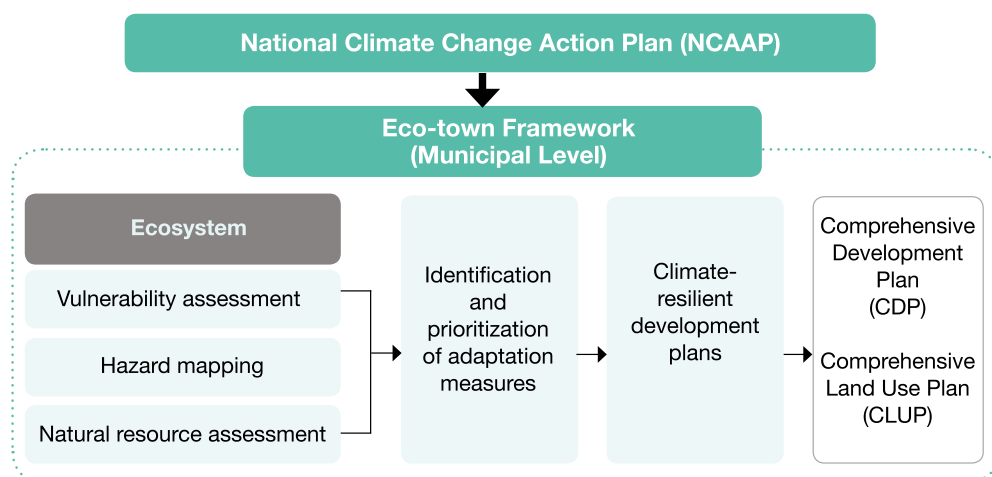 National Climate Change Action Plan (NCAAP)
Eco-town Framework
(Municipal Level)
Ecosystem
Vulnerability assessment
Hazard mapping
Natural resource assessment
Identification
and
prioritization
of adaptation
measures
Climate-
resilient
development
plans
Comprehensive
Development
Plan
(CDP)
Comprehensive
Land Use Plan
(CLUP)